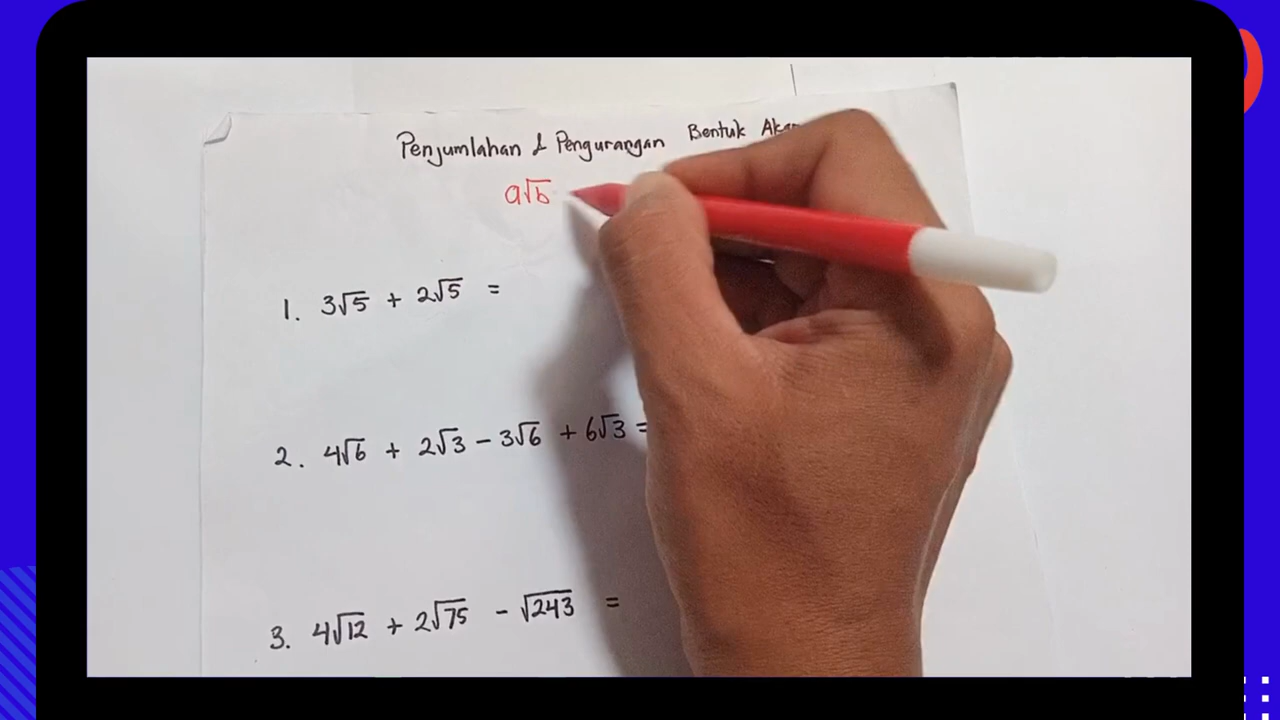 Penjumlahan & Pengurangan Bentuk
a√b
1. 3√5 + 2√5 =
2. 4√6 + 2√3 - 3√6 + 6√3 =
3. 4√12 + 2√75 - √243 =